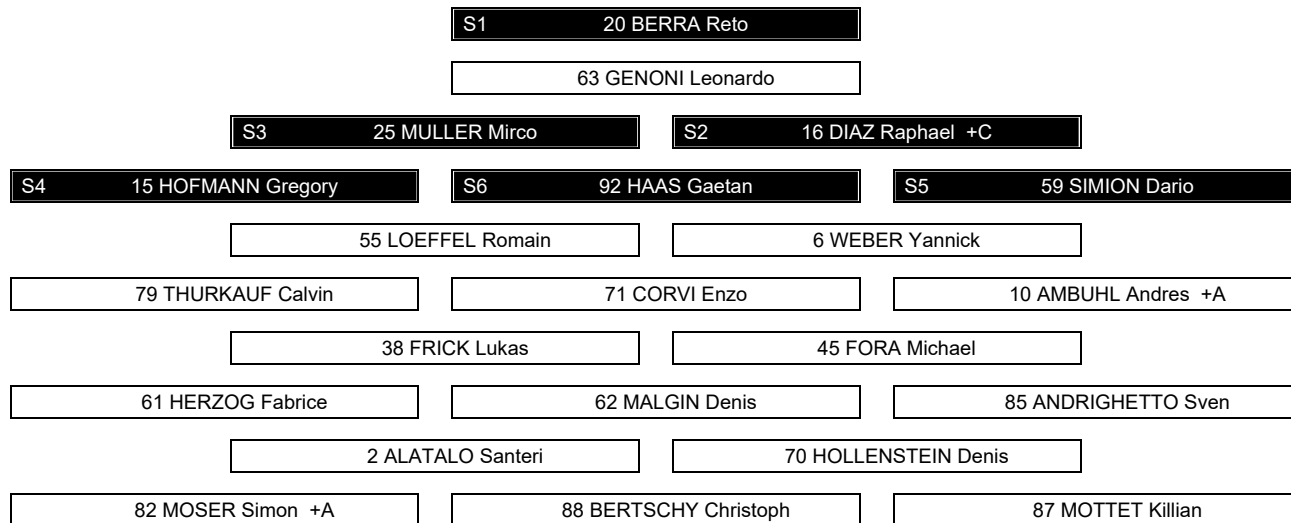 S1 20 BERRA Reto
63 GENONI Leonardo
S3 25 MULLER Mirco S2 16 DIAZ Raphael +C
S4 15 HOFMANN Gregory S6 92 HAAS Gaetan S5 59 SIMION Dario
55 LOEFFEL Romain 6 WEBER Yannick
79 THURKAUF Calvin 71 CORVI Enzo 10 AMBUHL Andres +A
38 FRICK Lukas 45 FORA Michael
61 HERZOG Fabrice 62 MALGIN Denis 85 ANDRIGHETTO Sven
2 ALATALO Santeri 70 HOLLENSTEIN Denis
82 MOSER Simon +A 88 BERTSCHY Christoph 87 MOTTET Killian